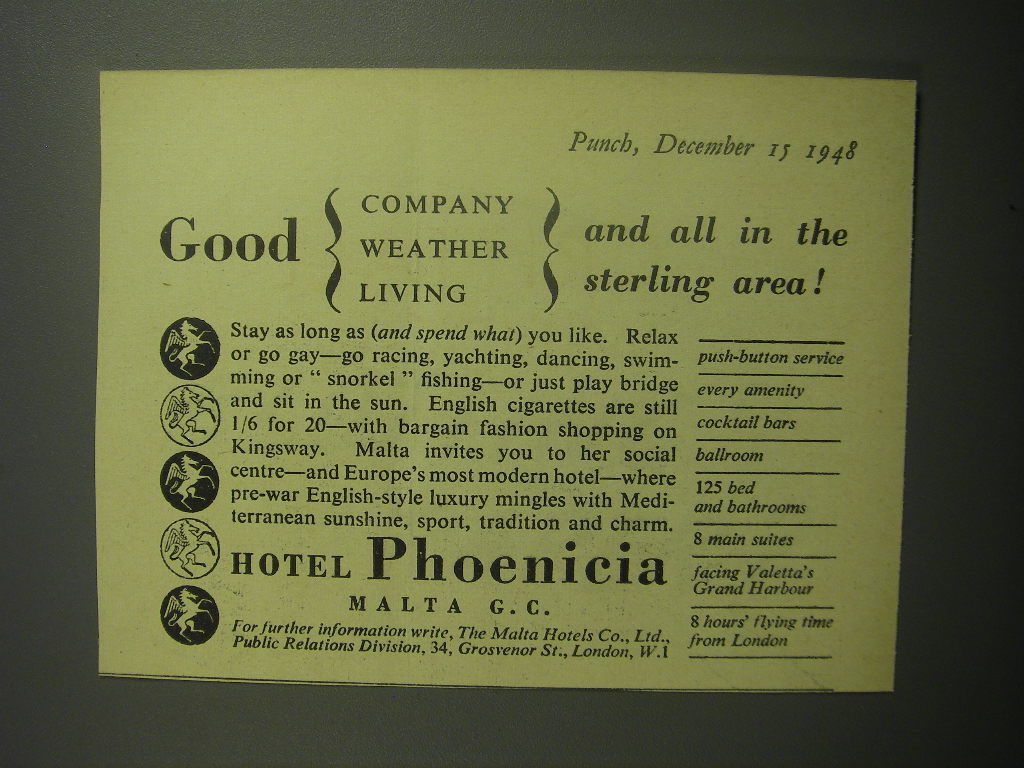 Punch, December 15 1948
Good { COMPANY
WEATHER
LIVING }
and all in the
sterling area!
Stay as long as (and spend what) you like. Relax
or go gay—go racing, yachting, dancing, swim-
ming or " snorkel " fishing—or just play bridge
and sit in the sun. English cigarettes are still
1/6 for 20—with bargain fashion shopping on
Kingsway. Malta invites you to her social
centre—and Europe's most modern hotel—where
pre-war English-style luxury mingles with Medi-
terranean sunshine, sport, tradition and charm.
HOTEL Phoenicia
MALTA G.C.
For further information write, The Malta Hotels Co., Ltd.,
Public Relations Division, 34, Grosvenor St., London, W.1
push-button service
every amenity
cocktail bars
ballroom
125 bed
and bathrooms
8 main suites
facing Valetta's
Grand Harbour
8 hours' flying time
from London